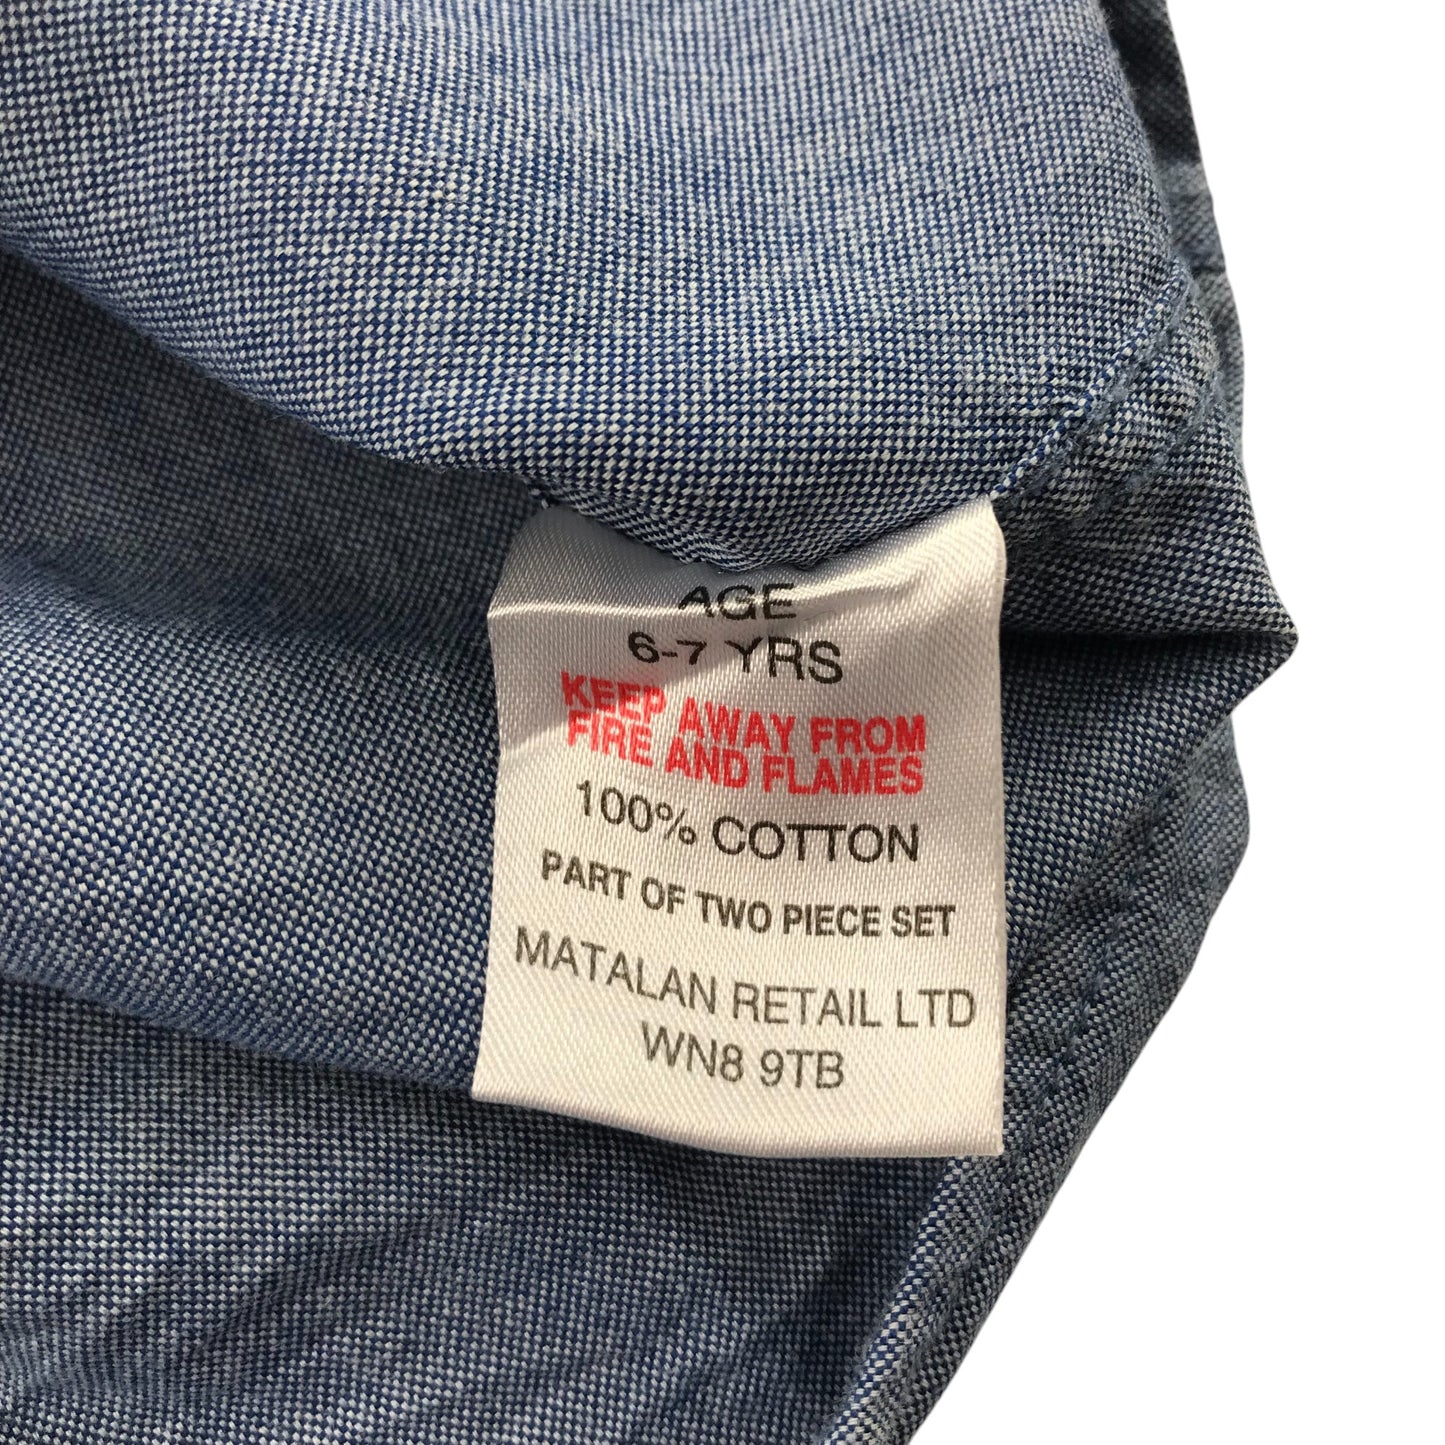 AGE
6-7 YRS
KEEP AWAY FROM
FIRE AND FLAMES
100% COTTON
PART OF TWO PIECE SET
MATALAN RETAIL LTD
WN8 9TB